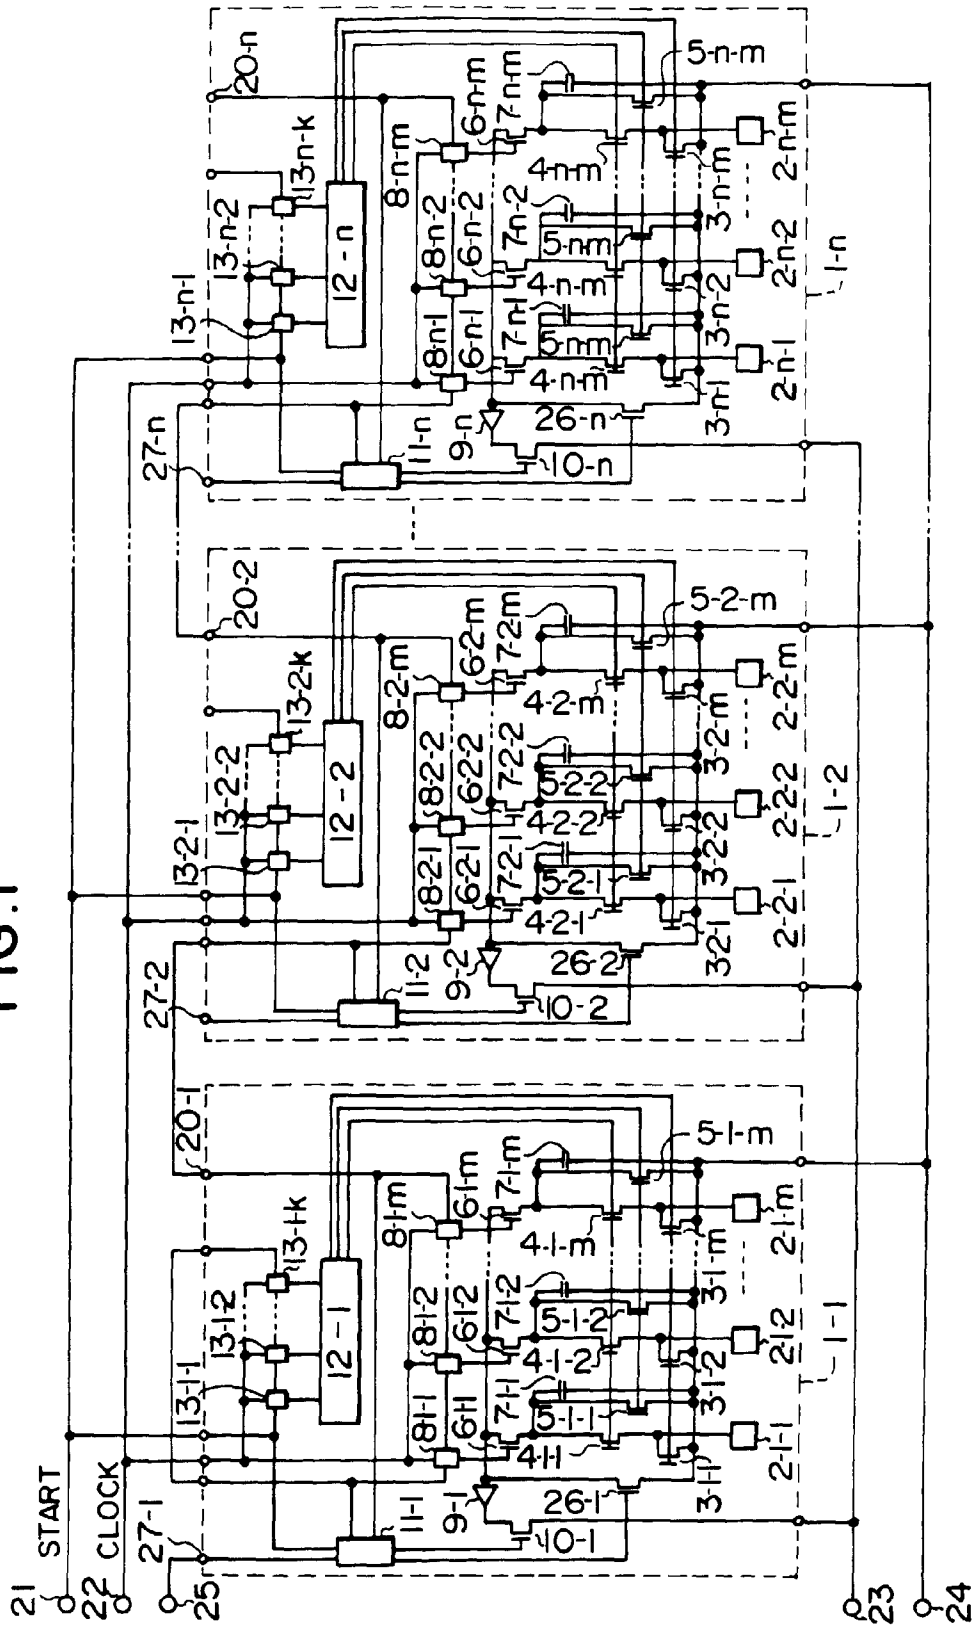 FIG.1
21
START
22
CLOCK
25
27-1
20-1
13-1-1
13-1-2
13-1-k
12-1
11-1
8-1-1
8-1-2
8-1-m
9-1
6-1-1
6-1-2
6-1-m
7-1-1
7-1-2
7-1-m
10-1
26-1
4-1-1
4-1-2
4-1-m
5-1-1
5-1-2
5-1-m
3-1-1
3-1-2
3-1-m
2-1-1
2-1-2
2-1-m
1-1
27-2
20-2
13-2-1
13-2-2
13-2-k
12-2
11-2
8-2-1
8-2-2
8-2-m
9-2
6-2-1
6-2-2
6-2-m
7-2-1
7-2-2
7-2-m
10-2
26-2
4-2-1
4-2-2
4-2-m
5-2-1
5-2-2
5-2-m
3-2-1
3-2-2
3-2-m
2-2-1
2-2-2
2-2-m
1-2
27-n
20-n
13-n-1
13-n-2
13-n-k
12-n
11-n
8-n-1
8-n-2
8-n-m
9-n
6-n-1
6-n-2
6-n-m
7-n-1
7-n-2
7-n-m
10-n
26-n
4-n-m
4-n-m
4-n-m
5-n-m
5-n-m
5-n-m
3-n-1
3-n-2
3-n-m
2-n-1
2-n-2
2-n-m
1-n
23
24